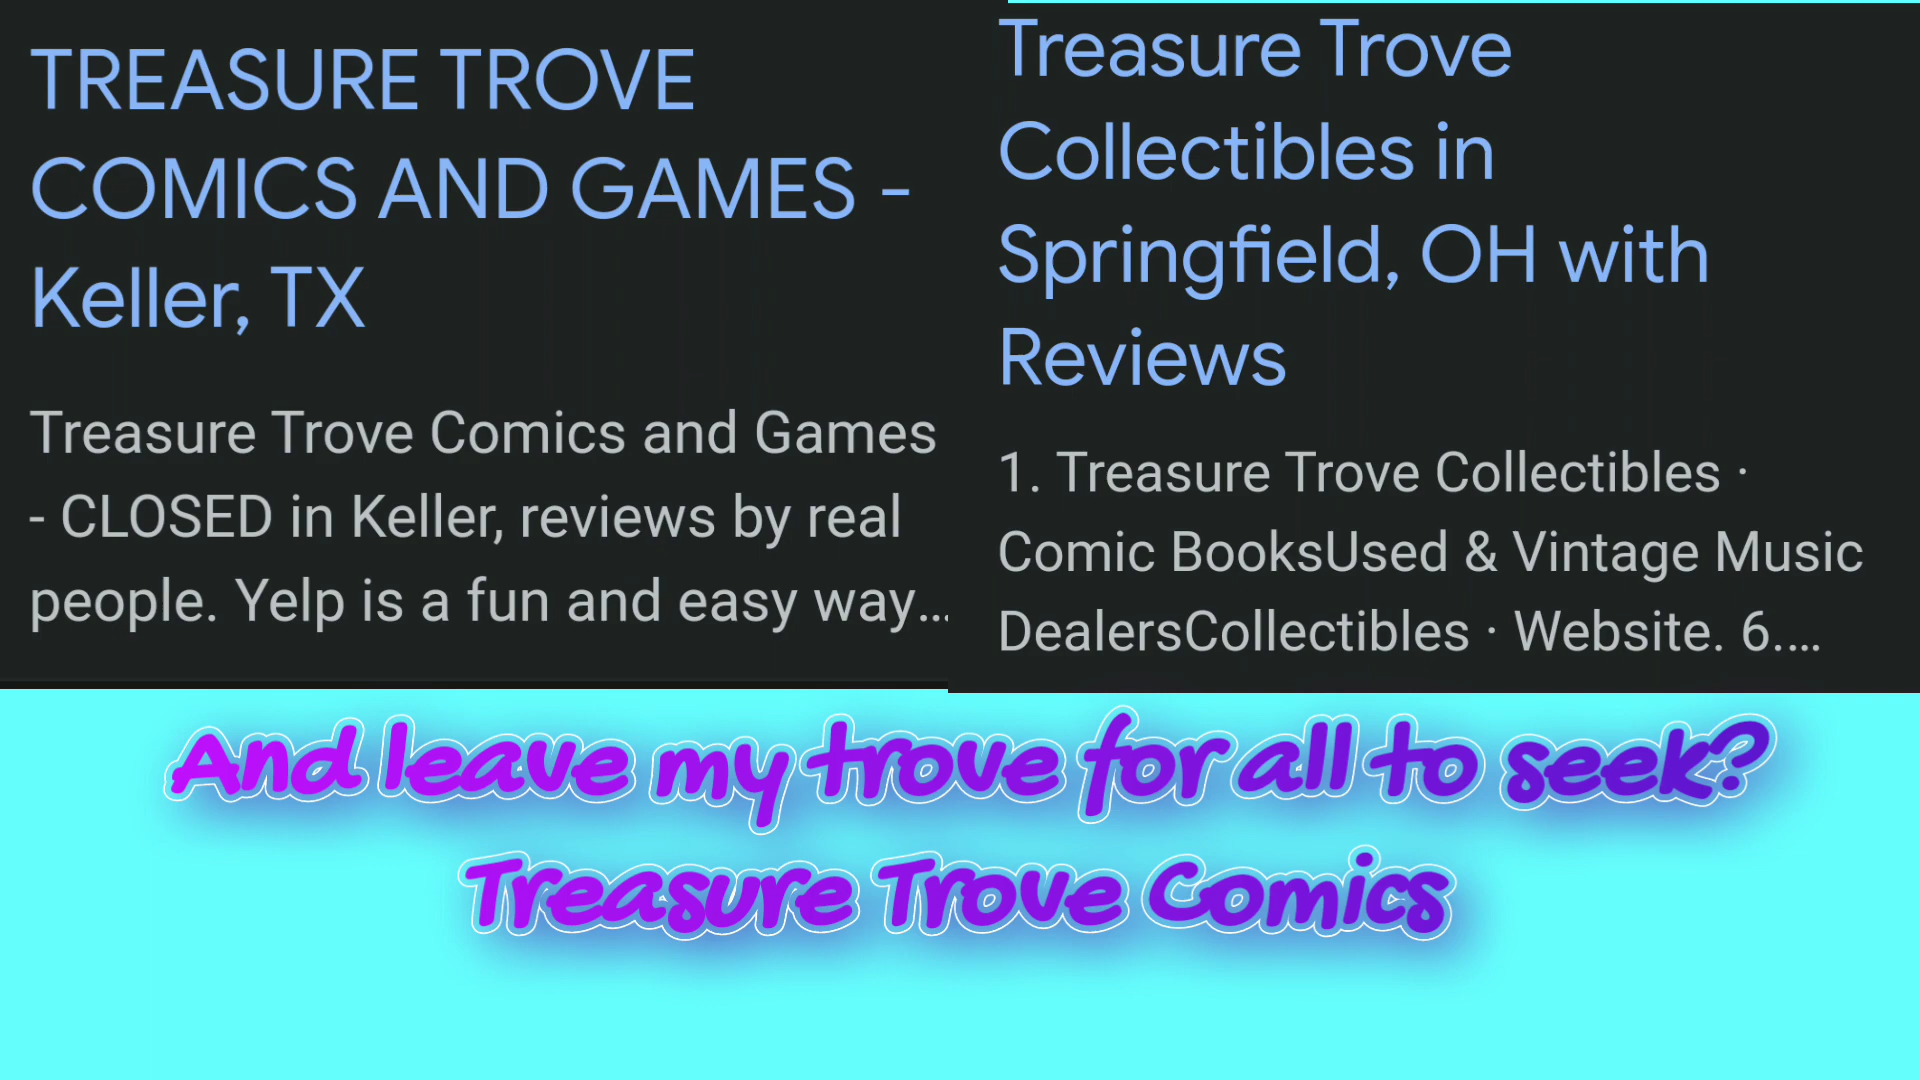 TREASURE TROVE
COMICS AND GAMES -
Keller, TX
Treasure Trove Comics and Games
- CLOSED in Keller, reviews by real
people. Yelp is a fun and easy way...
Treasure Trove
Collectibles in
Springfield, OH with
Reviews
1. Treasure Trove Collectibles ·
Comic BooksUsed & Vintage Music
DealersCollectibles · Website. 6....
And leave my trove for all to seek?
Treasure Trove Comics